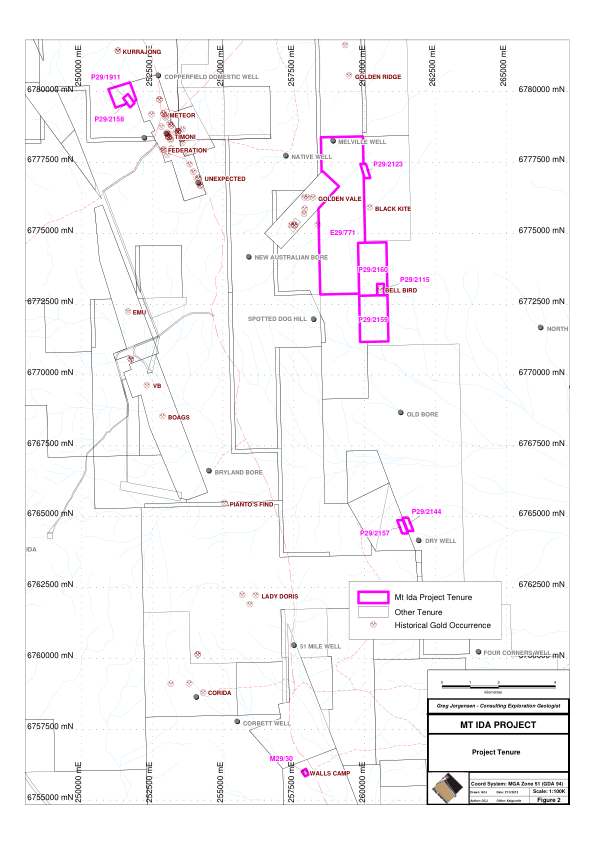 KURRAJONG
250000 mE
252500 mE
257500 mE
260000 mE
262500 mE
265000 mE
P29/1911
COPPERFIELD DOMESTIC WELL
GOLDEN RIDGE
6780000 mN
6780000 mN
P29/2158
METEOR
TIMONI
MELVILLE WELL
FEDERATION
NATIVE WELL
6777500 mN
6777500 mN
P29/2123
UNEXPECTED
GOLDEN VALE
BLACK KITE
6775000 mN
E29/771
6775000 mN
NEW AUSTRALIAN BORE
P29/2160
P29/2115
BELL BIRD
6772500 mN
6772500 mN
EMU
SPOTTED DOG HILL
P29/2159
NORTH
6770000 mN
6770000 mN
VB
BOAGS
OLD BORE
6767500 mN
6767500 mN
BRYLAND BORE
PIANTO'S FIND
6765000 mN
P29/2144
6765000 mN
P29/2157
DRY WELL
IDA
6762500 mN
6762500 mN
LADY DORIS
Mt Ida Project Tenure
Other Tenure
Historical Gold Occurrence
51 MILE WELL
FOUR CORNERS WELL
6760000 mN
6760000 mN
CORIDA
CORBETT WELL
6757500 mN
M29/30
WALLS CAMP
6755000 mN
250000 mE
252500 mE
255000 mE
257500 mE
260000 mE
0 1 2 4
kilometres
Greg Jorgensen - Consulting Exploration Geologist
MT IDA PROJECT
Project Tenure
Coord System: MGA Zone 51 (GDA 94)
Scale: 1:100K
Figure 2